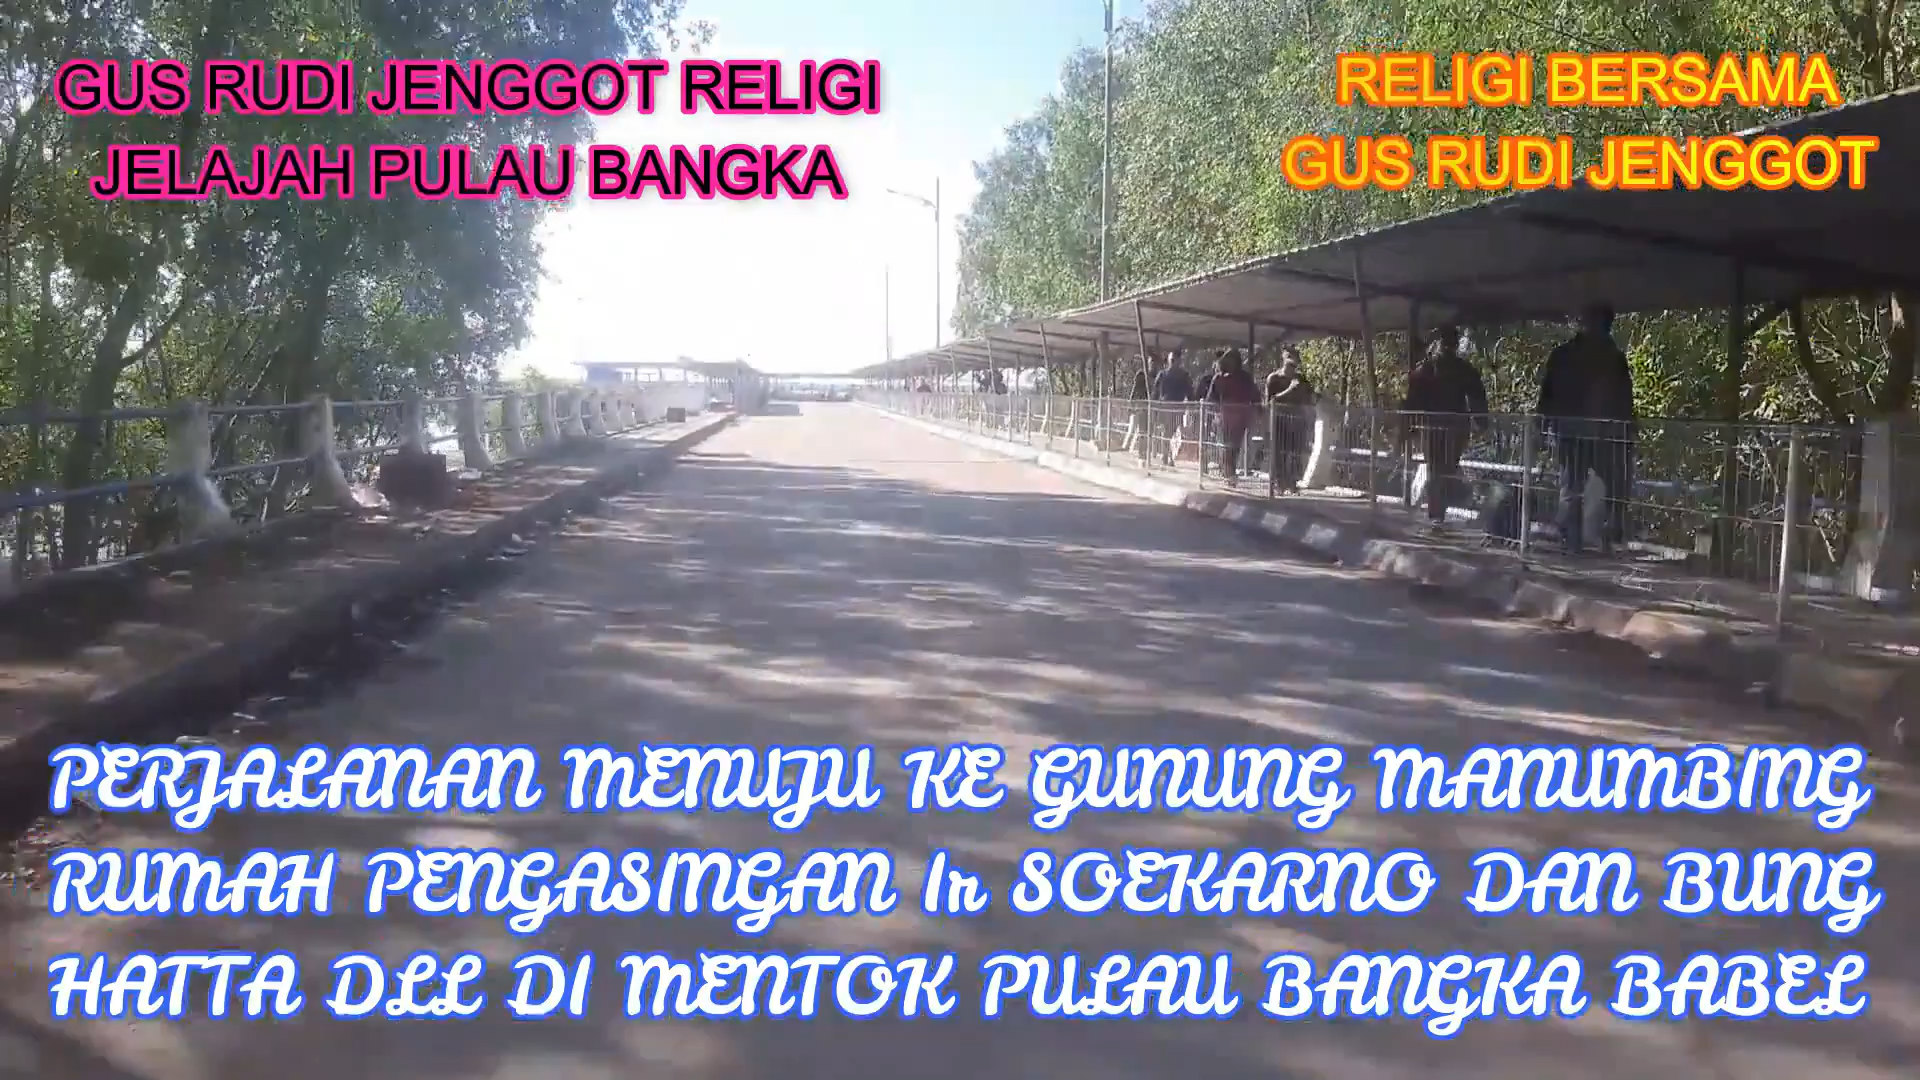 GUS RUDI JENGGOT RELIGI
JELAJAH PULAU BANGKA
RELIGI BERSAMA
GUS RUDI JENGGOT
PERJALANAN MENUJU KE GUNUNG MANUMBING
RUMAH PENGASINGAN Ir SOEKARNO DAN BUNG
HATTA DLL DI MENTOK PULAU BANGKA BABEL